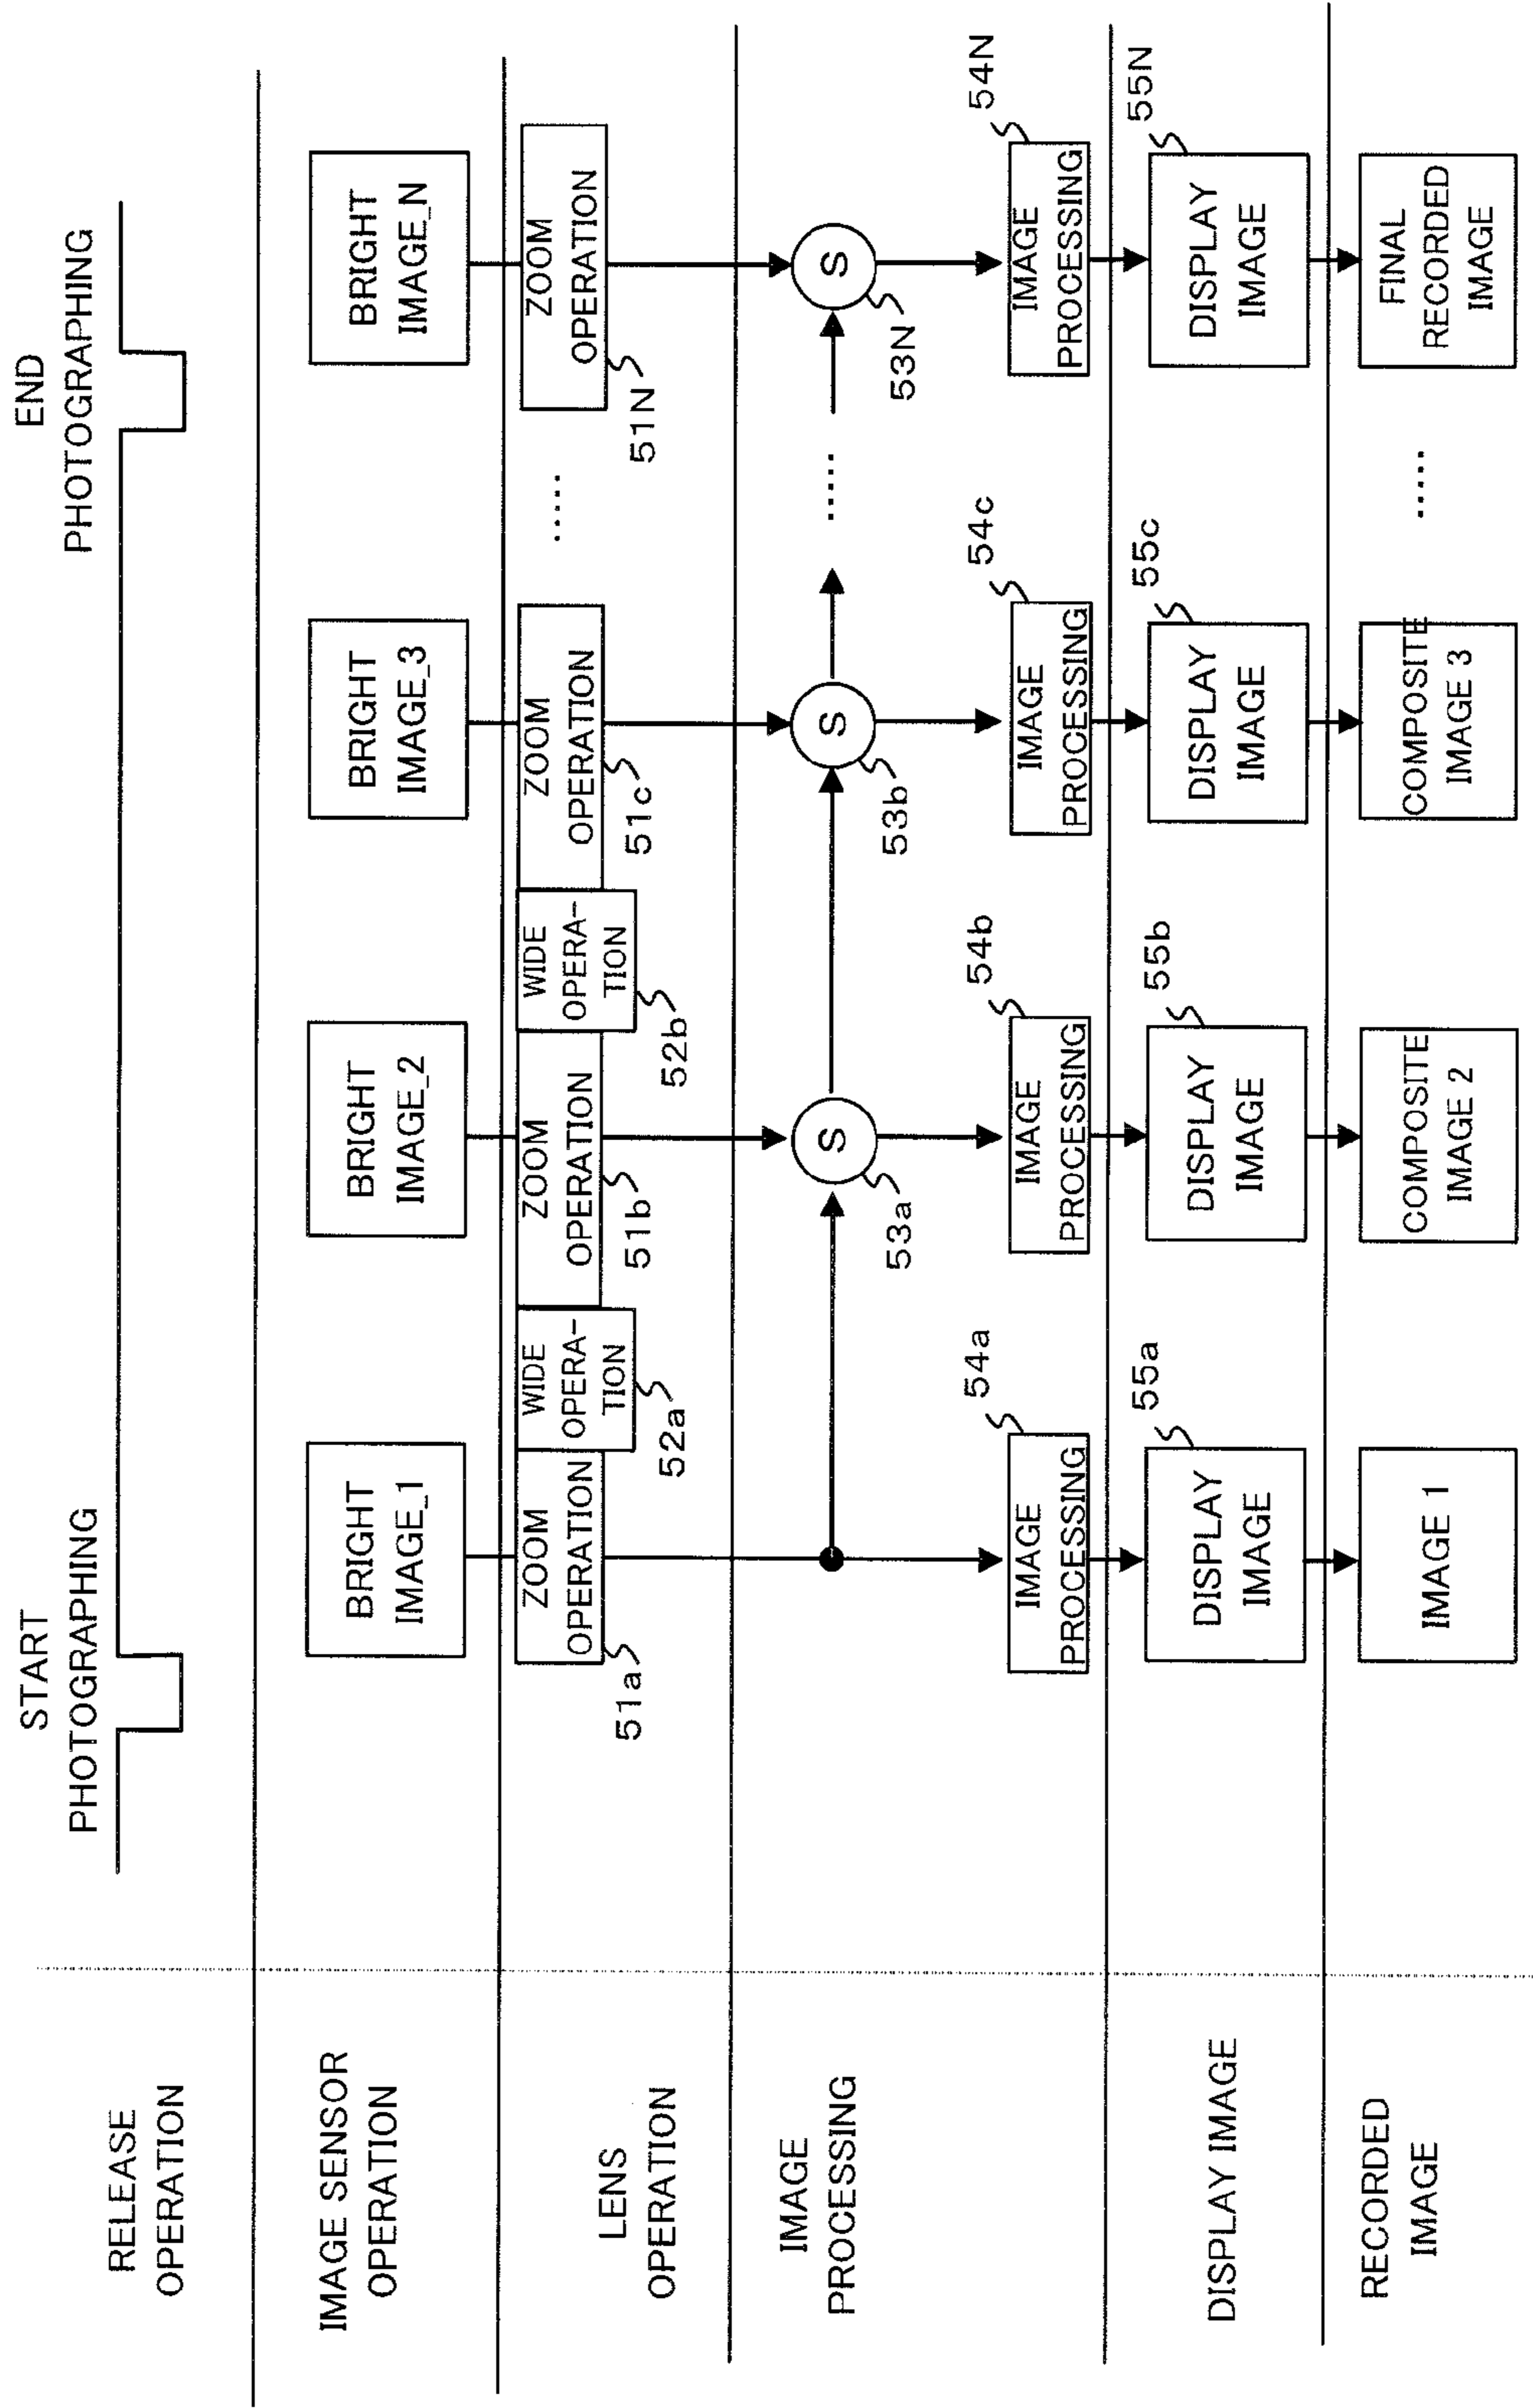 START
PHOTOGRAPHING
END
PHOTOGRAPHING
RELEASE
OPERATION
IMAGE SENSOR
OPERATION
BRIGHT
IMAGE_1
BRIGHT
IMAGE_2
BRIGHT
IMAGE_3
BRIGHT
IMAGE_N
LENS
OPERATION
ZOOM
OPERATION
51a
WIDE
OPERA-
TION
52a
ZOOM
OPERATION
51b
WIDE
OPERA-
TION
52b
ZOOM
OPERATION
51c
.....
ZOOM
OPERATION
51N
IMAGE
PROCESSING
S
53a
S
53b
.....
S
53N
IMAGE
PROCESSING
54a
IMAGE
PROCESSING
54b
IMAGE
PROCESSING
54c
IMAGE
PROCESSING
54N
DISPLAY IMAGE
DISPLAY
IMAGE
55a
DISPLAY
IMAGE
55b
DISPLAY
IMAGE
55c
DISPLAY
IMAGE
55N
RECORDED
IMAGE
IMAGE 1
COMPOSITE
IMAGE 2
COMPOSITE
IMAGE 3
.....
FINAL
RECORDED
IMAGE